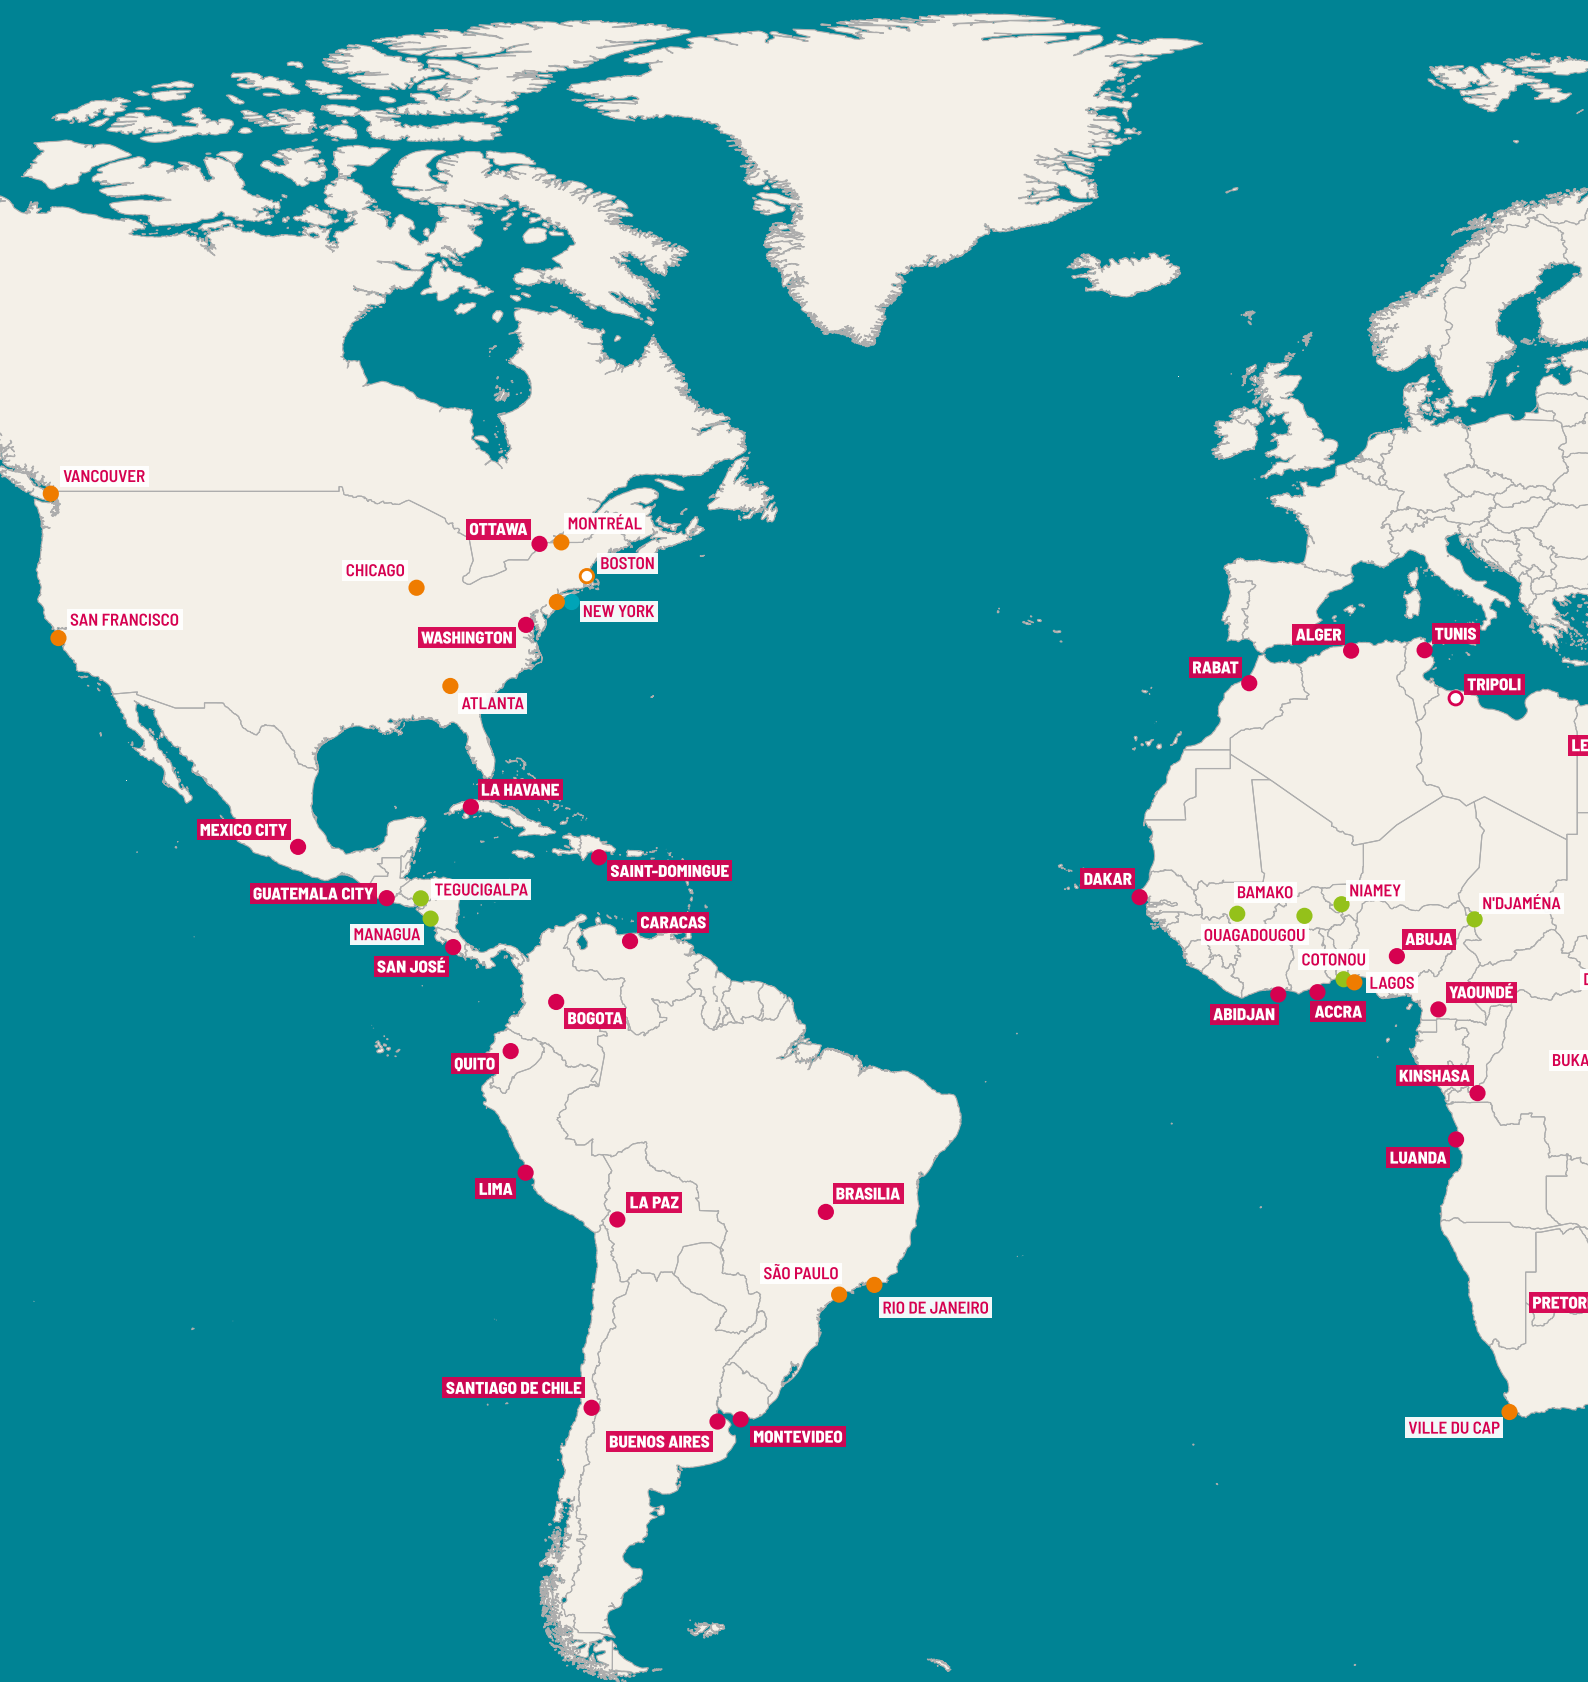 VANCOUVER
OTTAWA
MONTRÉAL
BOSTON
CHICAGO
NEW YORK
SAN FRANCISCO
WASHINGTON
ATLANTA
ALGER
TUNIS
RABAT
TRIPOLI
LE
LA HAVANE
MEXICO CITY
SAINT-DOMINGUE
GUATEMALA CITY
TEGUCIGALPA
MANAGUA
CARACAS
SAN JOSÉ
DAKAR
BAMAKO
NIAMEY
N'DJAMÉNA
OUAGADOUGOU
ABUJA
COTONOU
LAGOS
D
YAOUNDÉ
ABIDJAN
ACCRA
BOGOTA
QUITO
BUKA
KINSHASA
LUANDA
LIMA
LA PAZ
BRASILIA
SÃO PAULO
RIO DE JANEIRO
PRETOR
SANTIAGO DE CHILE
BUENOS AIRES
MONTEVIDEO
VILLE DU CAP